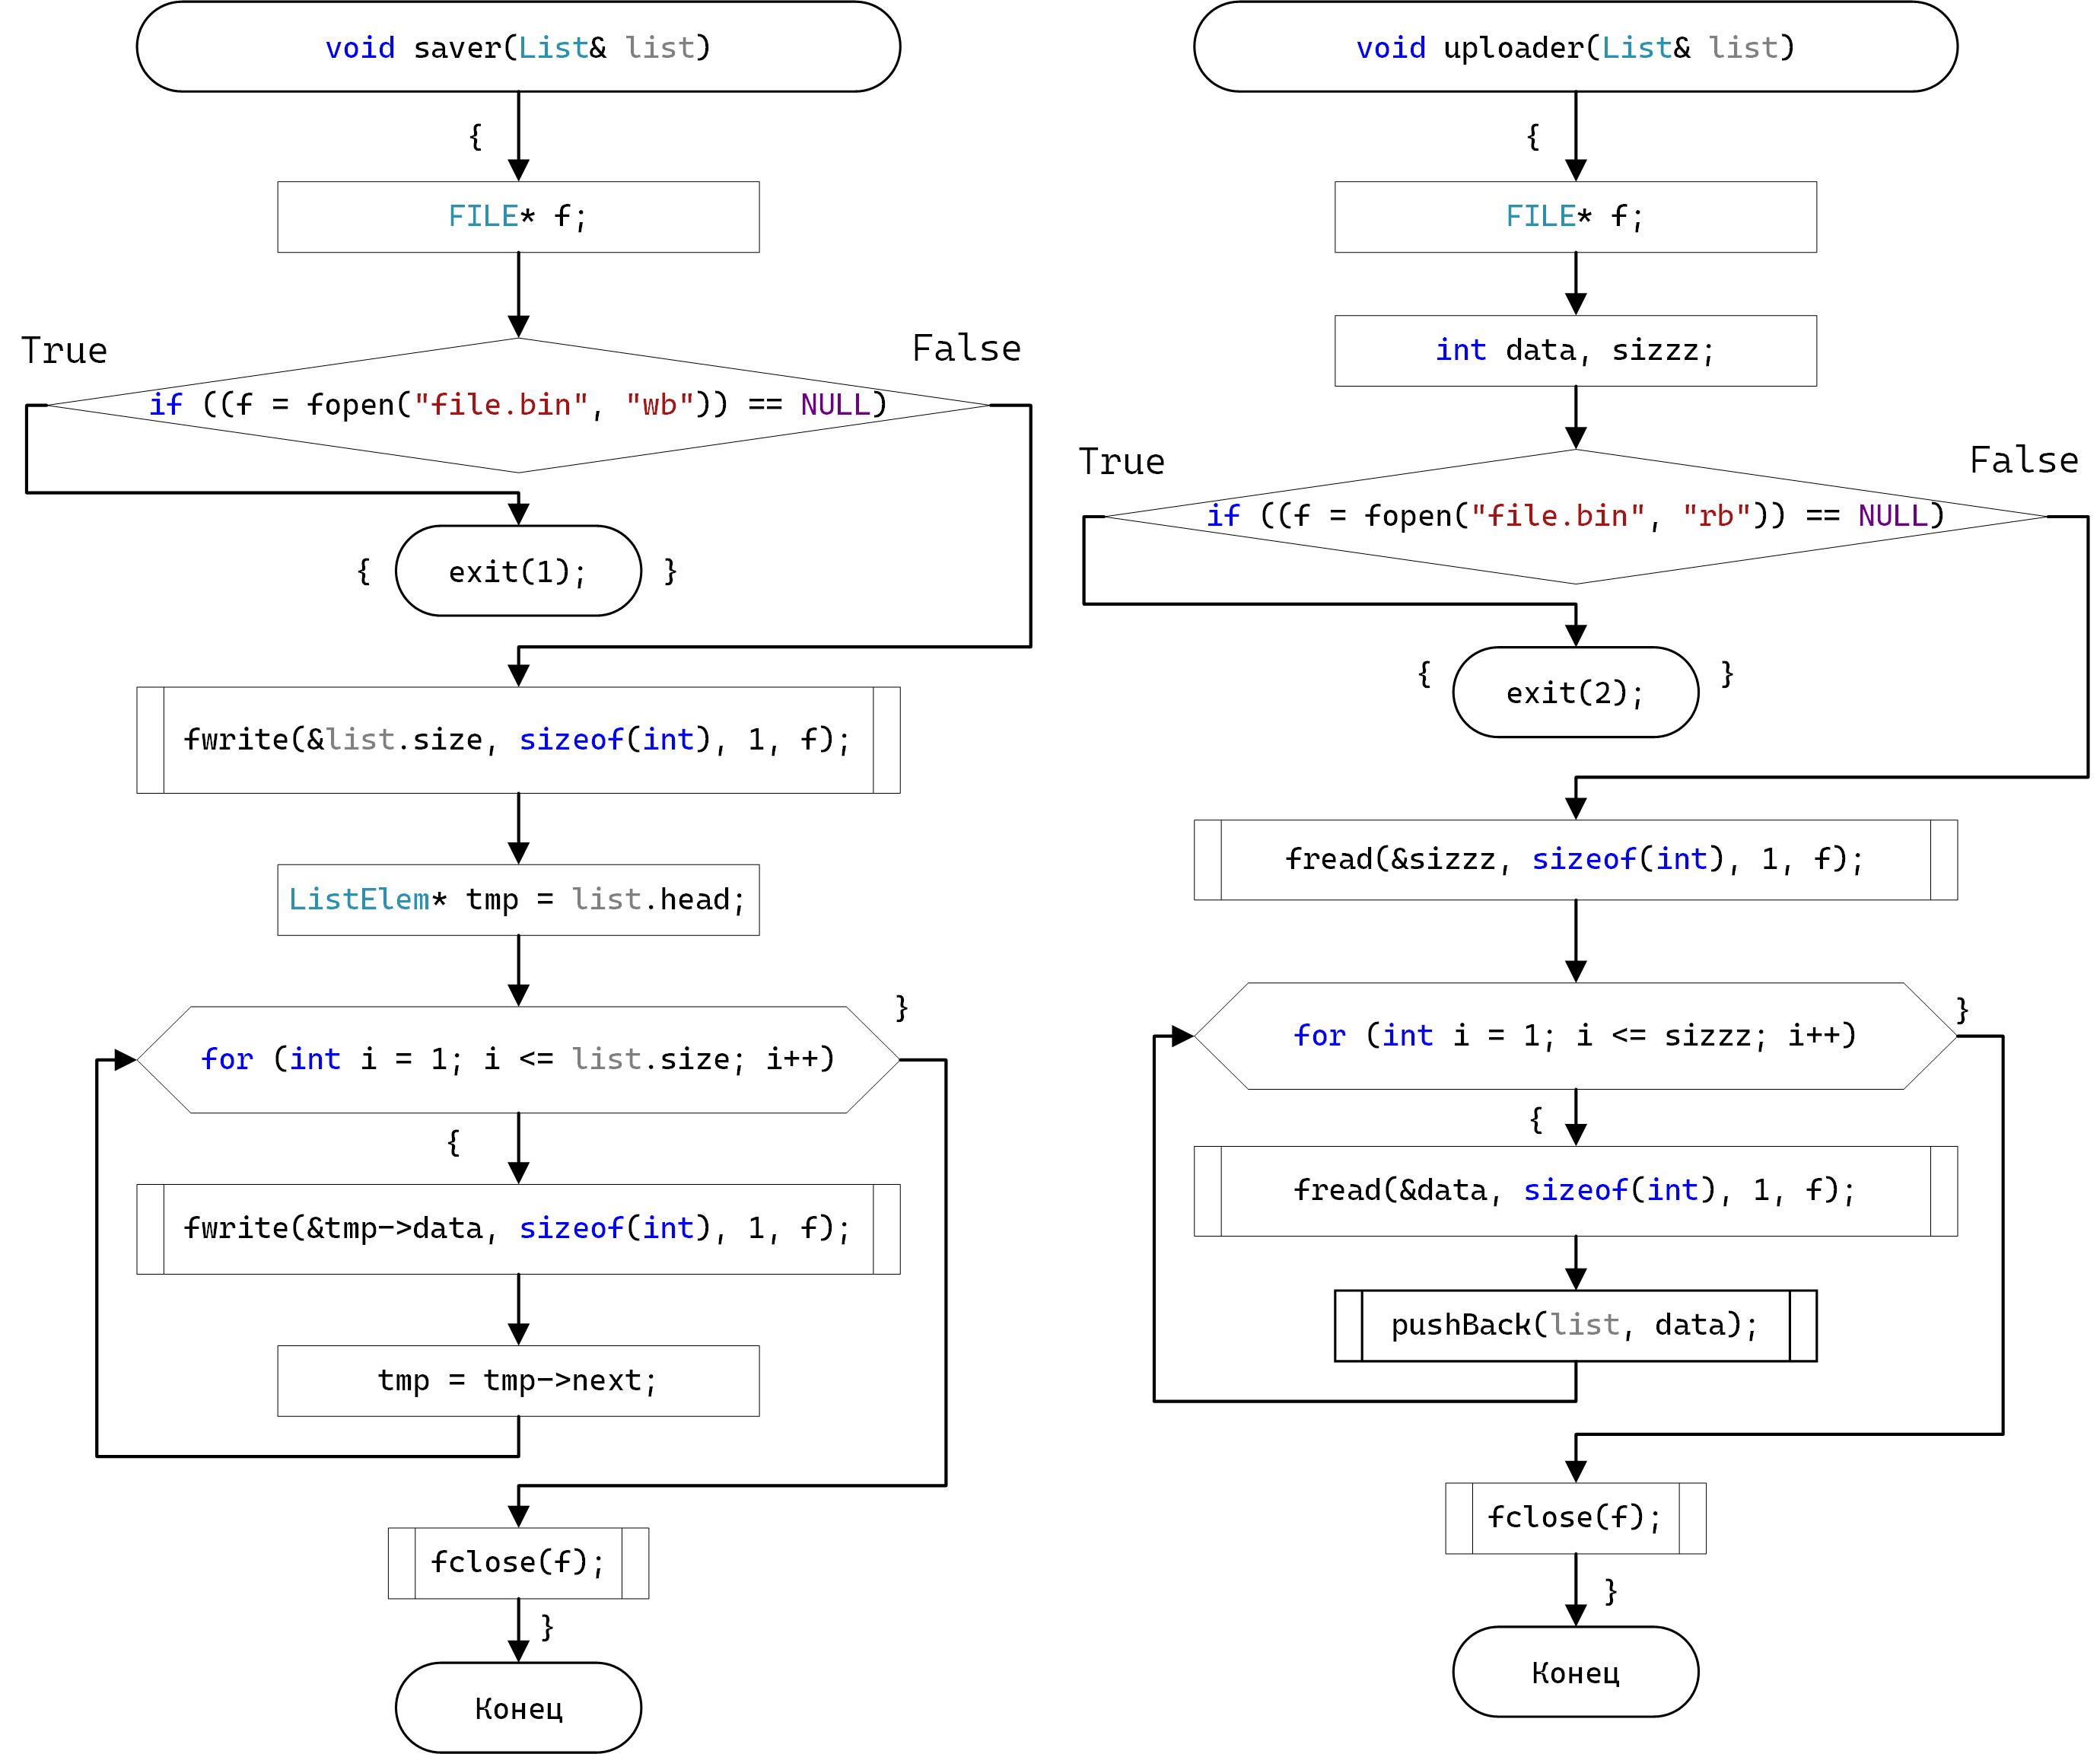 void saver(List& list)
{
FILE* f;
True
False
if ((f = fopen("file.bin", "wb")) == NULL)
{
exit(1);
}
fwrite(&list.size, sizeof(int), 1, f);
ListElem* tmp = list.head;
}
for (int i = 1; i <= list.size; i++)
{
fwrite(&tmp->data, sizeof(int), 1, f);
tmp = tmp->next;
fclose(f);
}
Конец
void uploader(List& list)
{
FILE* f;
int data, sizzz;
True
False
if ((f = fopen("file.bin", "rb")) == NULL)
{
exit(2);
}
fread(&sizzz, sizeof(int), 1, f);
}
for (int i = 1; i <= sizzz; i++)
{
fread(&data, sizeof(int), 1, f);
pushBack(list, data);
fclose(f);
}
Конец